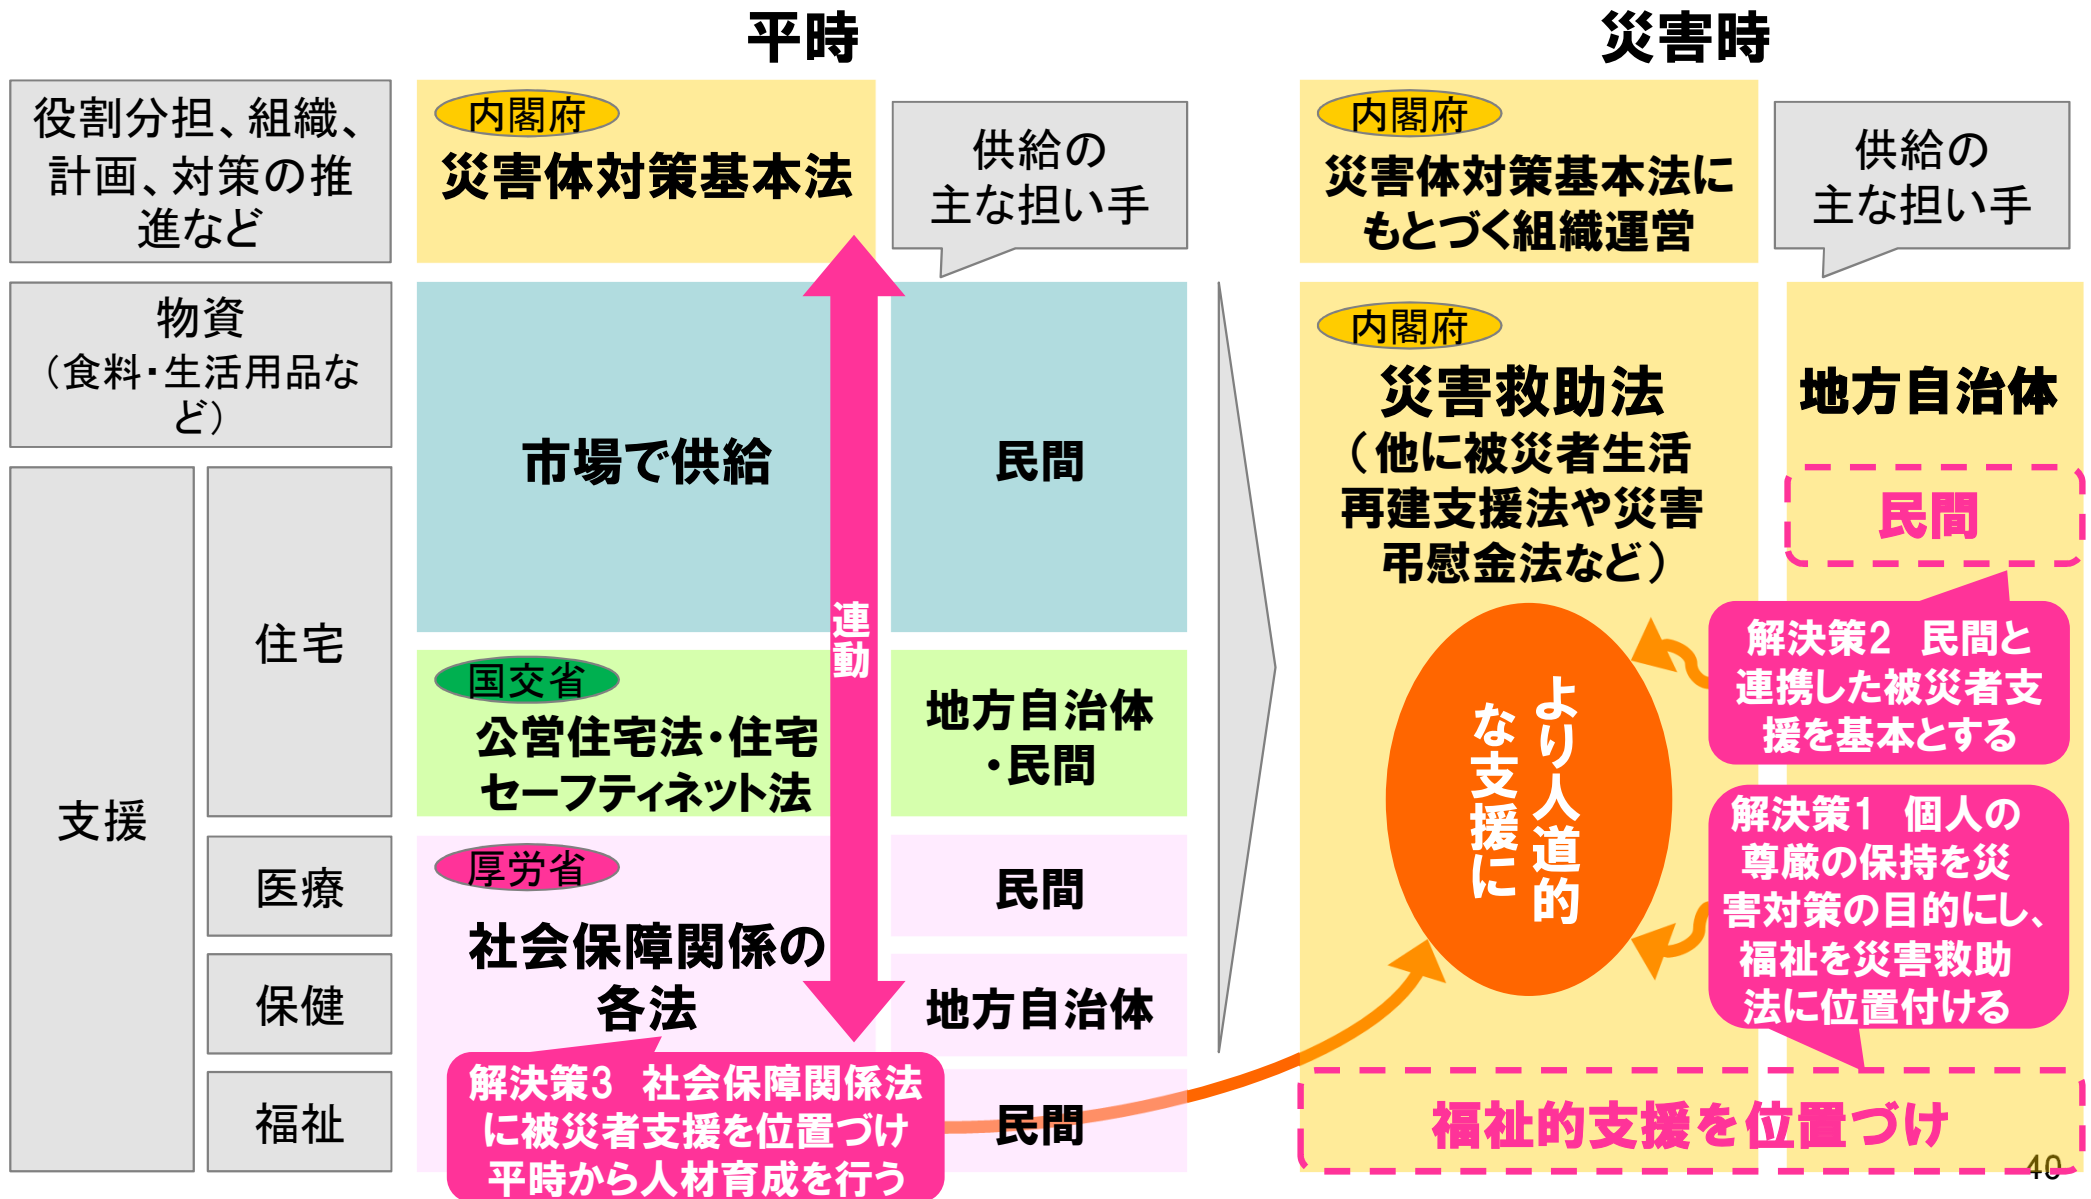 平時
災害時
役割分担、組織、
計画、対策の推
進など
内閣府
災害体対策基本法
供給の
主な担い手
内閣府
災害体対策基本法に
もとづく組織運営
供給の
主な担い手
物資
（食料・生活用品な
ど）
支援
住宅
医療
保健
福祉
市場で供給
民間
連動
国交省
公営住宅法・住宅
セーフティネット法
地方自治体
・民間
厚労省
社会保障関係の
各法
民間
地方自治体
民間
解決策3　社会保障関係法
に被災者支援を位置づけ
平時から人材育成を行う
内閣府
災害救助法
（他に被災者生活
再建支援法や災害
弔慰金法など）
地方自治体
民間
より人道的
な支援に
解決策2　民間と
連携した被災者支
援を基本とする
解決策1　個人の
尊厳の保持を災
害対策の目的にし、
福祉を災害救助
法に位置付ける
福祉的支援を位置づけ
40